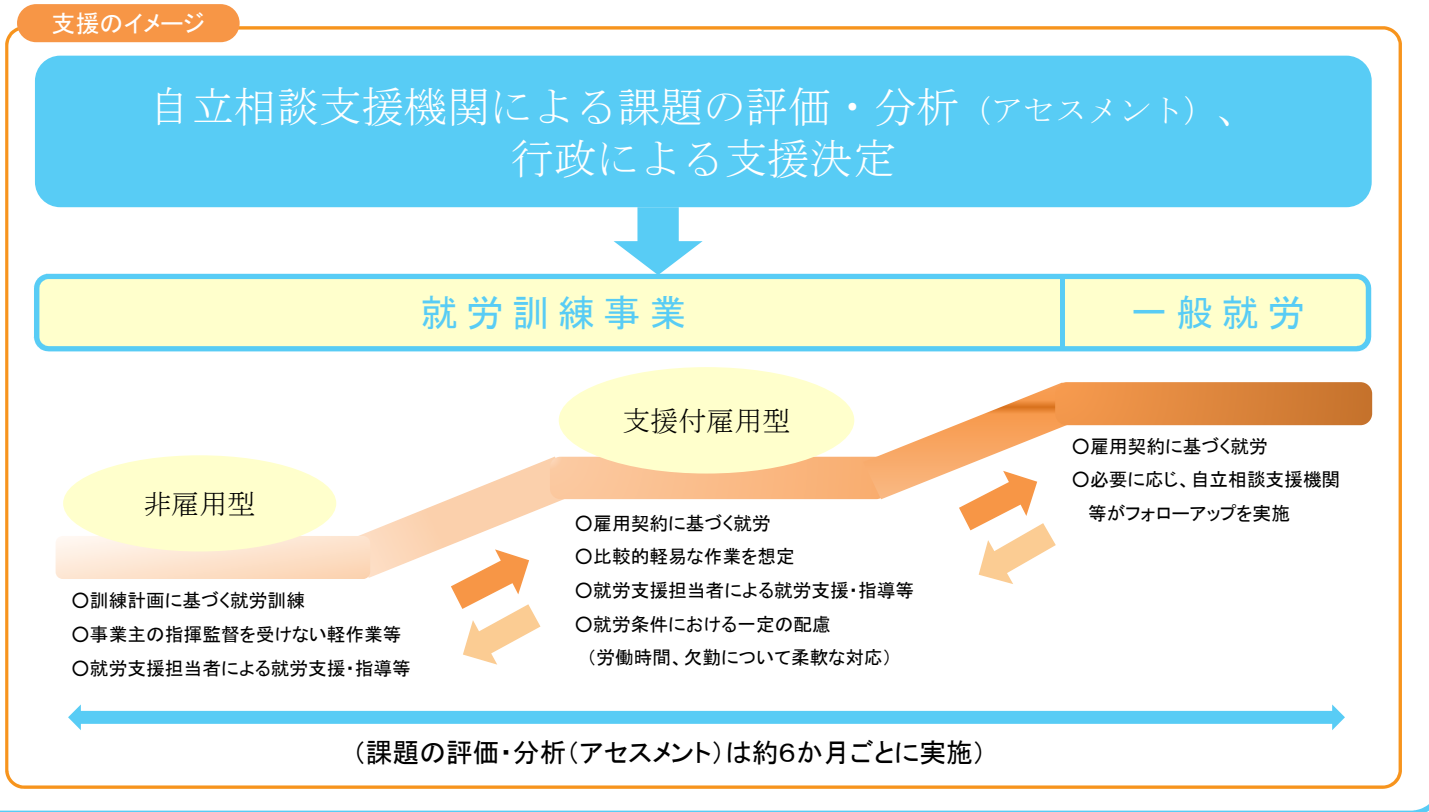 支援のイメージ
自立相談支援機関による課題の評価・分析（アセスメント）、
行政による支援決定
就労訓練事業
一般就労
非雇用型
〇訓練計画に基づく就労訓練
〇事業主の指揮監督を受けない軽作業等
〇就労支援担当者による就労支援・指導等
支援付雇用型
〇雇用契約に基づく就労
〇比較的軽易な作業を想定
〇就労支援担当者による就労支援・指導等
〇就労条件における一定の配慮
（労働時間、欠勤について柔軟な対応）
〇雇用契約に基づく就労
〇必要に応じ、自立相談支援機関
等がフォローアップを実施
（課題の評価・分析（アセスメント）は約６か月ごとに実施）